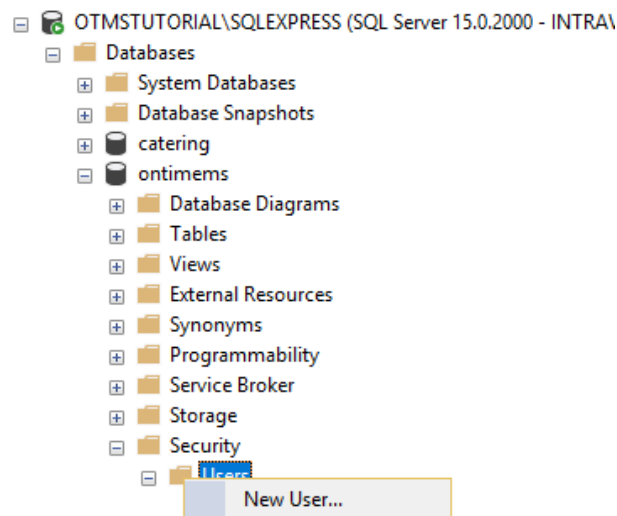 OTMSTUTORIAL\SQLEXPRESS (SQL Server 15.0.2000 - INTRA\
Databases
System Databases
Database Snapshots
catering
ontimems
Database Diagrams
Tables
Views
External Resources
Synonyms
Programmability
Service Broker
Storage
Security
Users
New User...